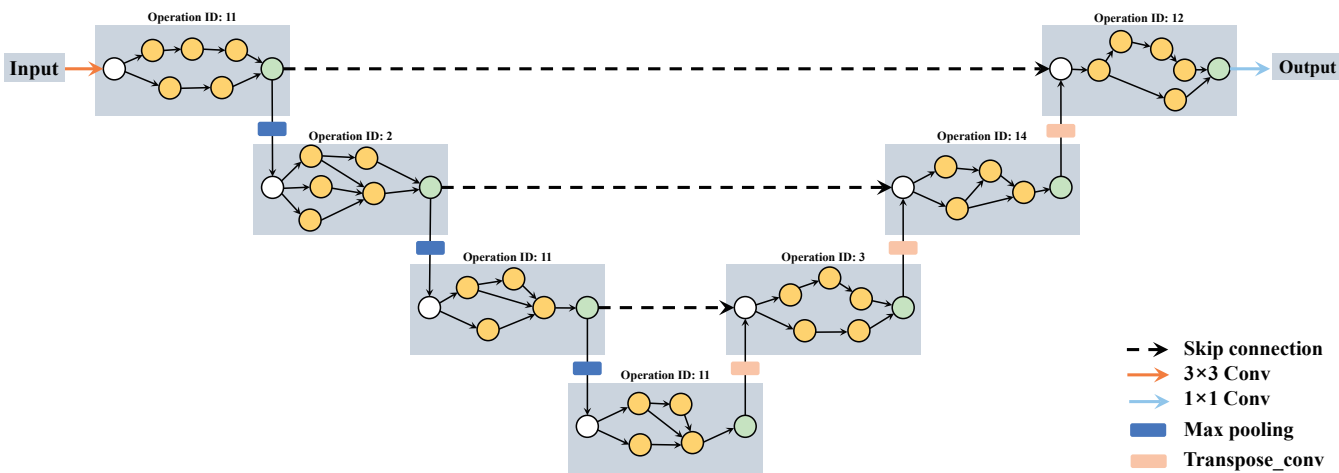 Operation ID: 11
Operation ID: 12
Input
Output
Operation ID: 2
Operation ID: 14
Operation ID: 11
Operation ID: 3
Operation ID: 11
Skip connection
3×3 Conv
1×1 Conv
Max pooling
Transpose_conv